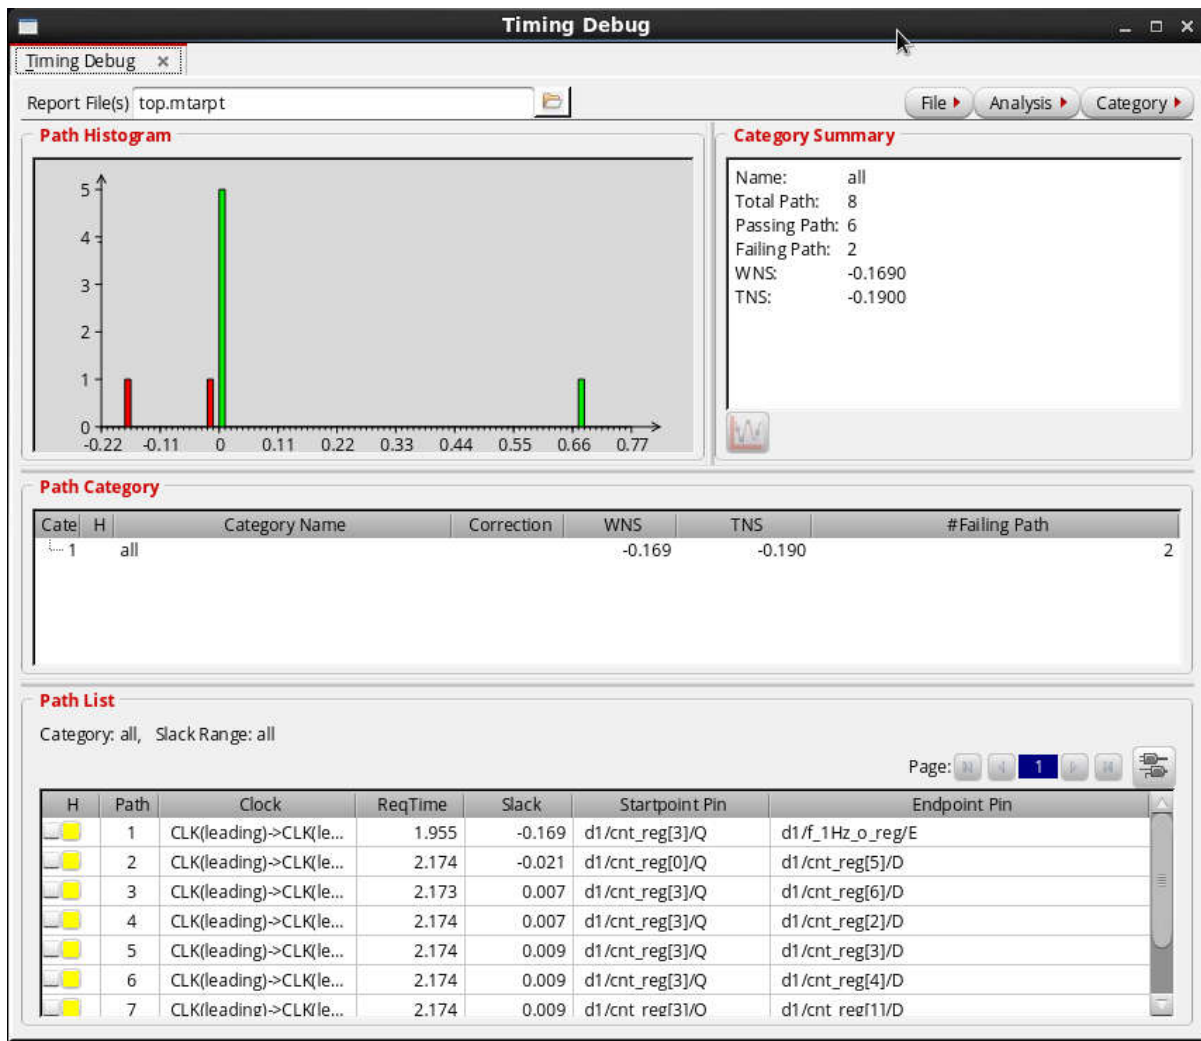 Timing Debug
Timing Debug ×
Report File(s) top.mtarpt File Analysis Category
Path Histogram
5
4
3
2
1
0
-0.22 -0.11 0 0.11 0.22 0.33 0.44 0.55 0.66 0.77
Category Summary
Name: all
Total Path: 8
Passing Path: 6
Failing Path: 2
WNS: -0.1690
TNS: -0.1900
Path Category
Cate H Category Name Correction WNS TNS #Failing Path
1 all -0.169 -0.190 2
Path List
Category: all, Slack Range: all
Page: 1
H Path Clock ReqTime Slack Startpoint Pin Endpoint Pin
1 CLK(leading)->CLK(le... 1.955 -0.169 d1/cnt_reg[3]/Q d1/f_1Hz_o_reg/E
2 CLK(leading)->CLK(le... 2.174 -0.021 d1/cnt_reg[0]/Q d1/cnt_reg[5]/D
3 CLK(leading)->CLK(le... 2.173 0.007 d1/cnt_reg[3]/Q d1/cnt_reg[6]/D
4 CLK(leading)->CLK(le... 2.174 0.007 d1/cnt_reg[3]/Q d1/cnt_reg[2]/D
5 CLK(leading)->CLK(le... 2.174 0.009 d1/cnt_reg[3]/Q d1/cnt_reg[3]/D
6 CLK(leading)->CLK(le... 2.174 0.009 d1/cnt_reg[3]/Q d1/cnt_reg[4]/D
7 CLK(leading)->CLK(le... 2.174 0.009 d1/cnt_reg[3]/Q d1/cnt_reg[1]/D